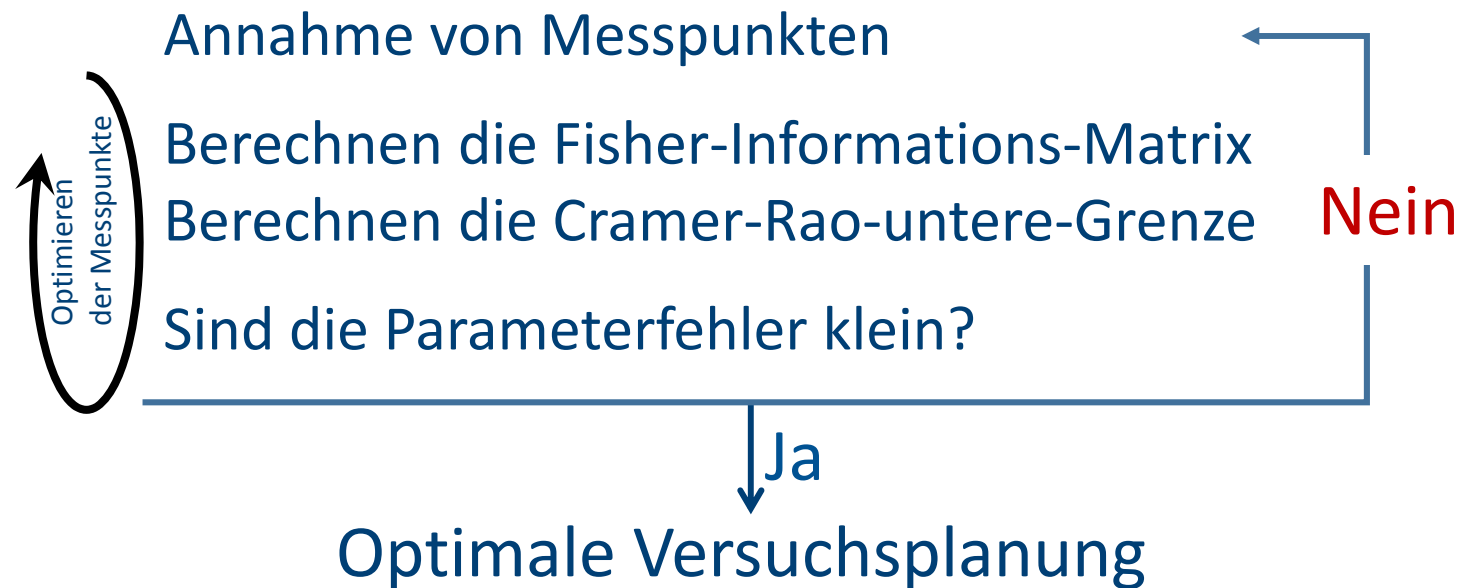 Annahme von Messpunkten
Optimieren
der Messpunkte
Berechnen die Fisher-Informations-Matrix
Berechnen die Cramer-Rao-untere-Grenze
Nein
Sind die Parameterfehler klein?
Ja
Optimale Versuchsplanung